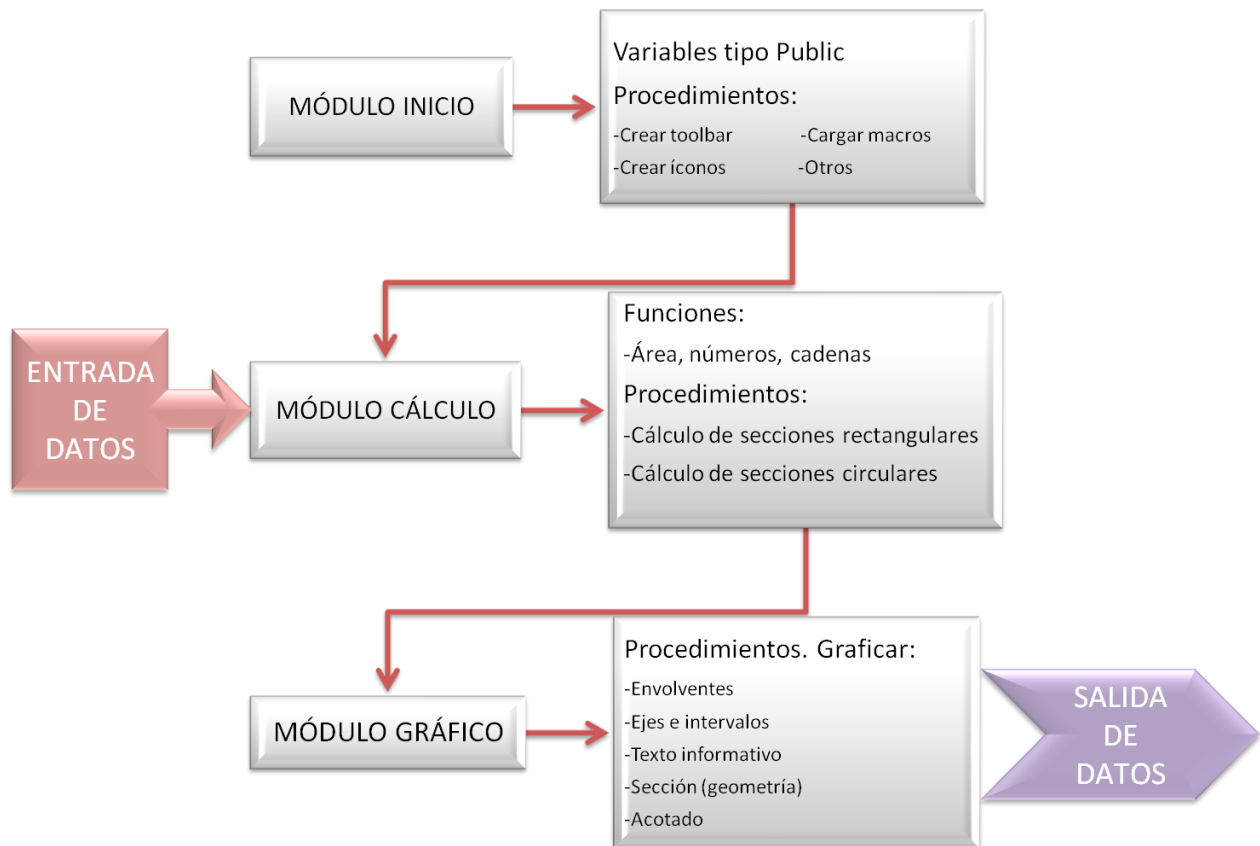 MÓDULO INICIO
Variables tipo Public
Procedimientos:
-Crear toolbar -Cargar macros
-Crear íconos -Otros
ENTRADA
DE
DATOS
MÓDULO CÁLCULO
Funciones:
-Área, números, cadenas
Procedimientos:
-Cálculo de secciones rectangulares
-Cálculo de secciones circulares
MÓDULO GRÁFICO
Procedimientos. Graficar:
-Envolventes
-Ejes e intervalos
-Texto informativo
-Sección (geometría)
-Acotado
SALIDA
DE
DATOS